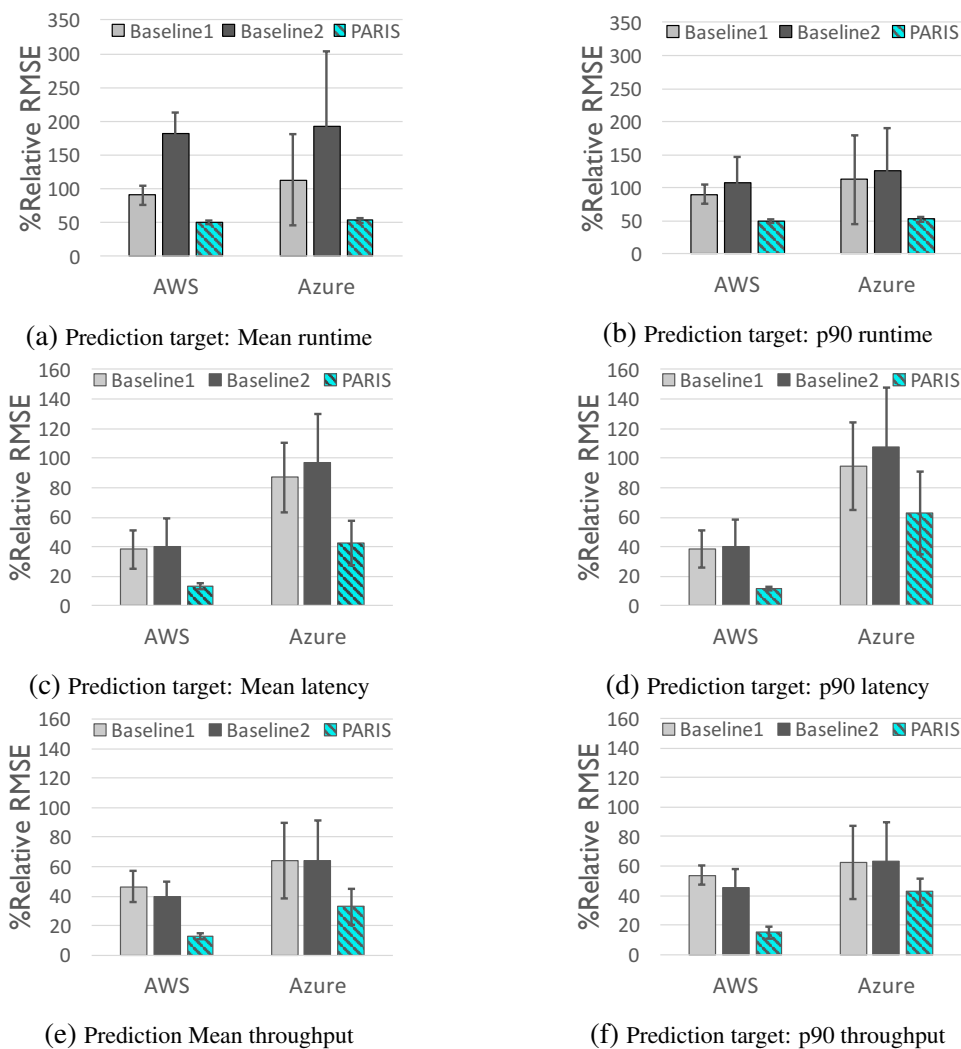 350
Baseline1 Baseline2 PARIS
300
250
200
150
100
50
0
%Relative RMSE
AWS Azure
(a) Prediction target: Mean runtime
350
Baseline1 Baseline2 PARIS
300
250
200
150
100
50
0
%Relative RMSE
AWS Azure
(b) Prediction target: p90 runtime
160
Baseline1 Baseline2 PARIS
140
120
100
80
60
40
20
0
%Relative RMSE
AWS Azure
(c) Prediction target: Mean latency
160
Baseline1 Baseline2 PARIS
140
120
100
80
60
40
20
0
%Relative RMSE
AWS Azure
(d) Prediction target: p90 latency
160
Baseline1 Baseline2 PARIS
140
120
100
80
60
40
20
0
%Relative RMSE
AWS Azure
(e) Prediction Mean throughput
160
Baseline1 Baseline2 PARIS
140
120
100
80
60
40
20
0
%Relative RMSE
AWS Azure
(f) Prediction target: p90 throughput